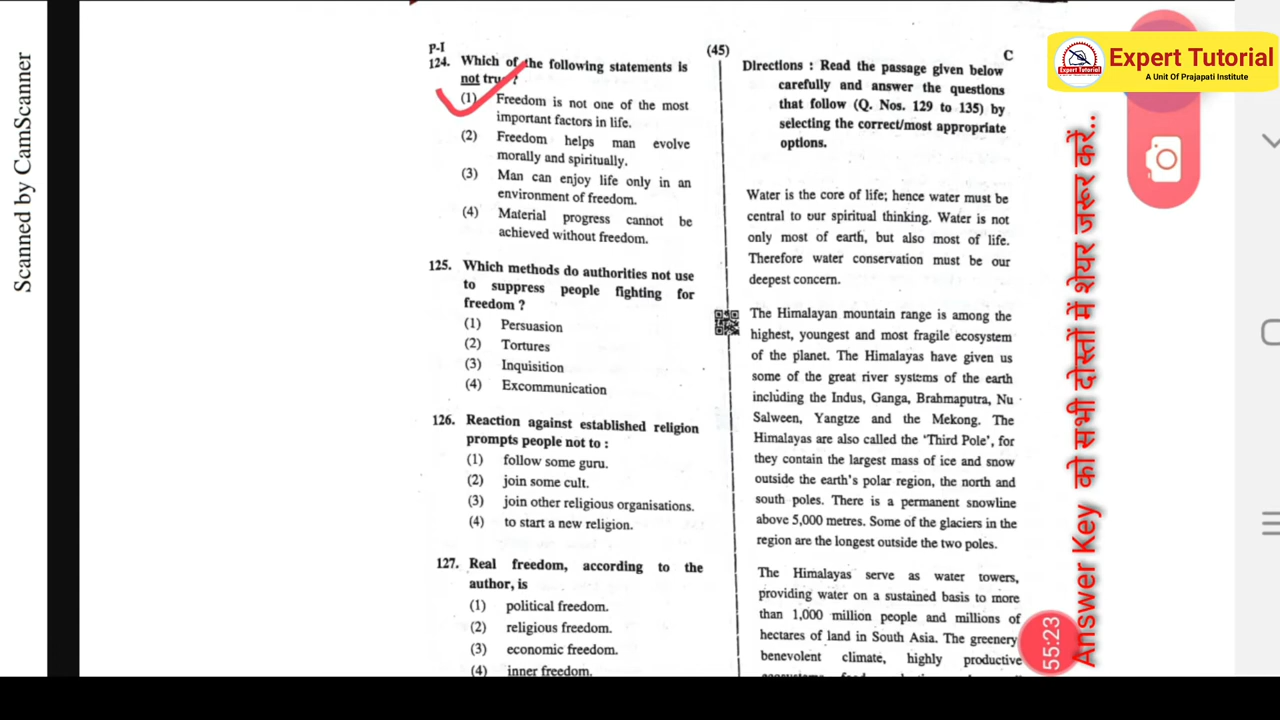 Scanned by CamScanner
P-I
124. Which of the following statements is
not true ?
(1) Freedom is not one of the most
important factors in life.
(2) Freedom helps man evolve
morally and spiritually.
(3) Man can enjoy life only in an
environment of freedom.
(4) Material progress cannot be
achieved without freedom.
125. Which methods do authorities not use
to suppress people fighting for
freedom ?
(1) Persuasion
(2) Tortures
(3) Inquisition
(4) Excommunication
126. Reaction against established religion
prompts people not to :
(1) follow some guru.
(2) join some cult.
(3) join other religious organisations.
(4) to start a new religion.
127. Real freedom, according to the
author, is
(1) political freedom.
(2) religious freedom.
(3) economic freedom.
(4) inner freedom.
(45)
C
Directions : Read the passage given below
carefully and answer the questions
that follow (Q. Nos. 129 to 135) by
selecting the correct/most appropriate
options.
Water is the core of life; hence water must be
central to our spiritual thinking. Water is not
only most of earth, but also most of life.
Therefore water conservation must be our
deepest concern.
The Himalayan mountain range is among the
highest, youngest and most fragile ecosystem
of the planet. The Himalayas have given us
some of the great river systems of the earth
including the Indus, Ganga, Brahmaputra, Nu
Salween, Yangtze and the Mekong. The
Himalayas are also called the 'Third Pole', for
they contain the largest mass of ice and snow
outside the earth's polar region, the north and
south poles. There is a permanent snowline
above 5,000 metres. Some of the glaciers in the
region are the longest outside the two poles.
The Himalayas serve as water towers,
providing water on a sustained basis to more
than 1,000 million people and millions of
hectares of land in South Asia. The greenery
benevolent climate, highly productive
Expert Tutorial
A Unit Of Prajapati Institute
Answer Key को सभी दोस्तों में शेयर जरूर करें..
55:23